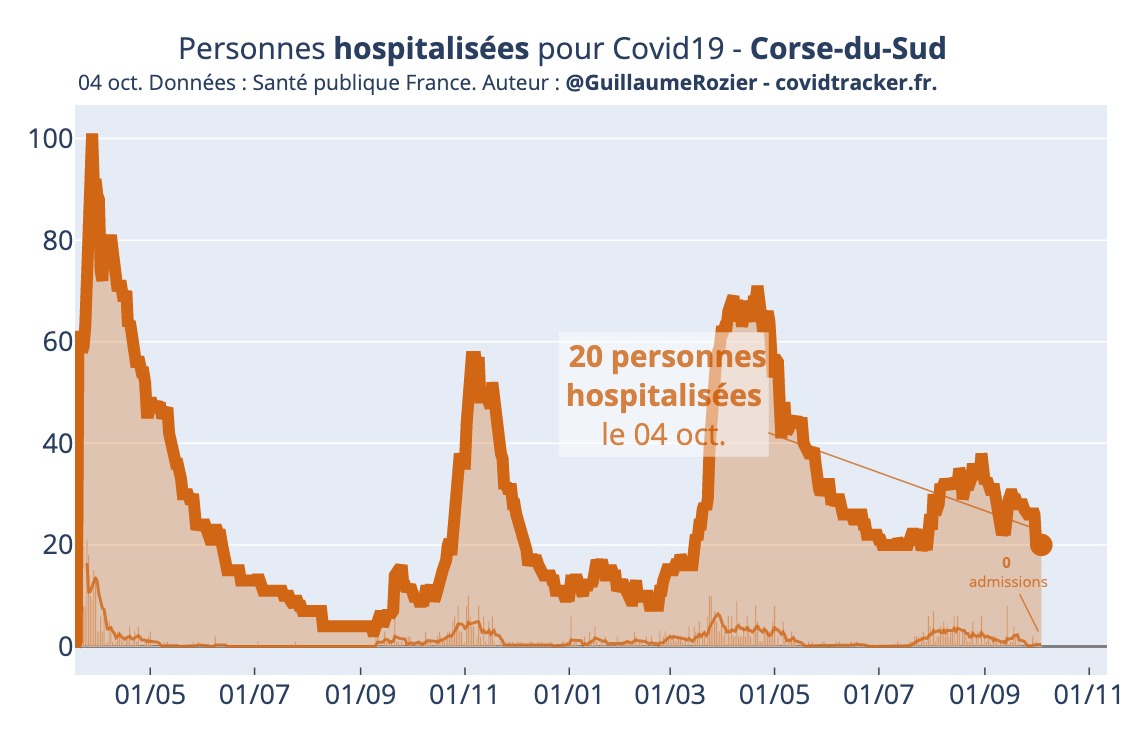 Personnes hospitalisées pour Covid19 - Corse-du-Sud
04 oct. Données : Santé publique France. Auteur : @GuillaumeRozier - covidtracker.fr.
100
80
60
40
20
0
20 personnes
hospitalisées
le 04 oct.
0
admissions
01/05 01/07 01/09 01/11 01/01 01/03 01/05 01/07 01/09 01/11